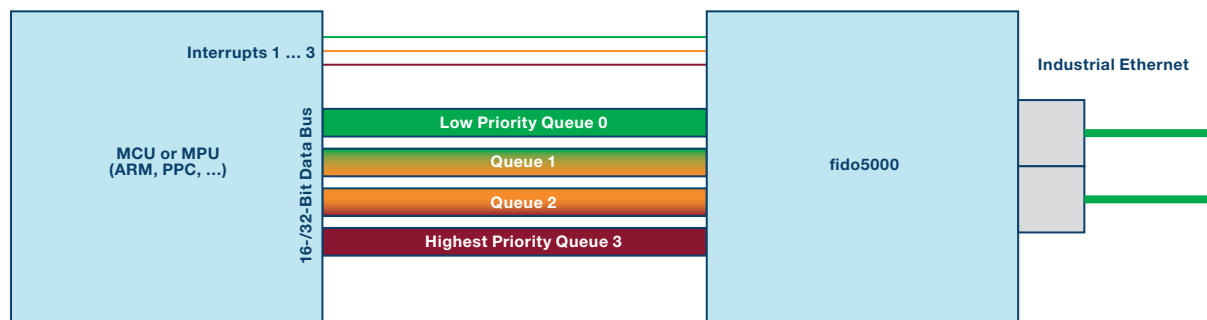 Interrupts 1 ... 3
Industrial Ethernet
16-/32-Bit Data Bus
Low Priority Queue 0
MCU or MPU
(ARM, PPC, ...)
Queue 1
fido5000
Queue 2
Highest Priority Queue 3